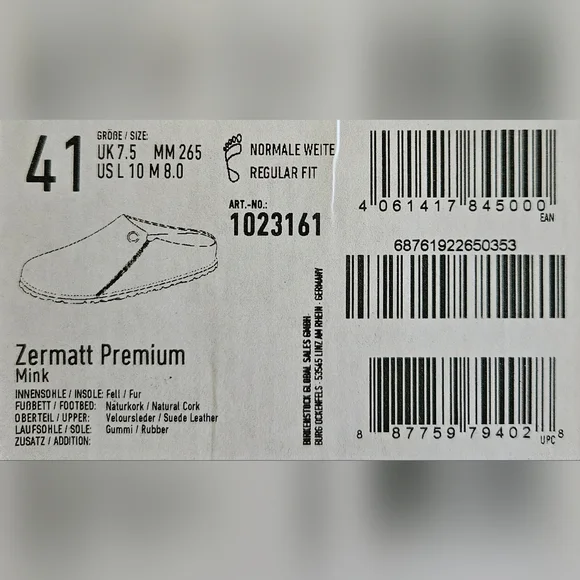 41
GRÖßE / SIZE:
UK 7.5 MM 265
US L 10 M 8.0
NORMALE WEITE
REGULAR FIT
ART.-NO.:
1023161
4 061417 845000
EAN
68761922650353
Zermatt Premium
Mink
INNENSOHLE / INSOLE: Fell / Fur
FUßBETT / FOOTBED: Naturkork / Natural Cork
OBERTEIL / UPPER: Veloursleder / Suede Leather
LAUFSOHLE / SOLE: Gummi / Rubber
ZUSATZ / ADDITION:
BIRKENSTOCK GLOBAL SALES GMBH
BURG OCKENFELS · 53545 LINZ AM RHEIN · GERMANY
8 87759 79402 8
UPC